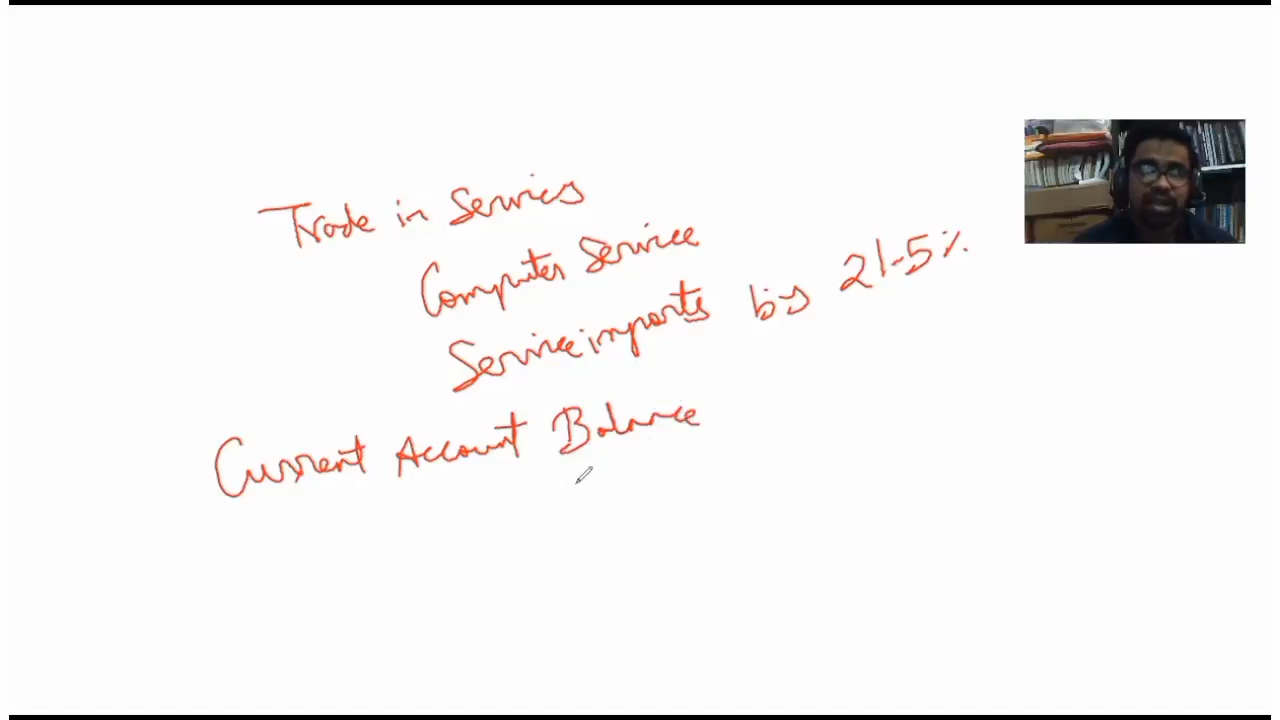 Trade in Services
Computer Service
Service imports by 21.5%
Current Account Balance